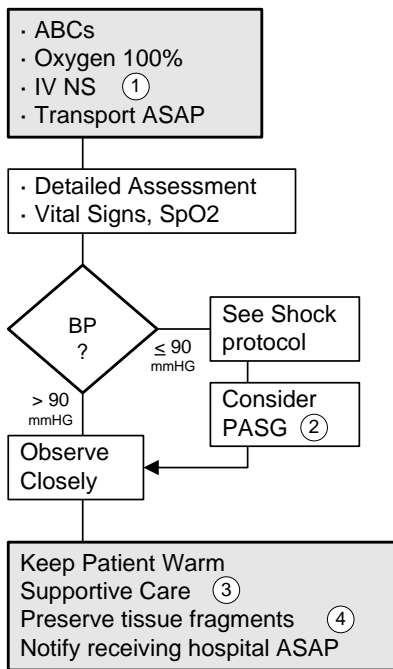 · ABCs
· Oxygen 100%
· IV NS 1
· Transport ASAP
· Detailed Assessment
· Vital Signs, SpO2
BP
?
≤ 90
mmHG
See Shock
protocol
> 90
mmHG
Consider
PASG 2
Observe
Closely
Keep Patient Warm
Supportive Care 3
Preserve tissue fragments 4
Notify receiving hospital ASAP